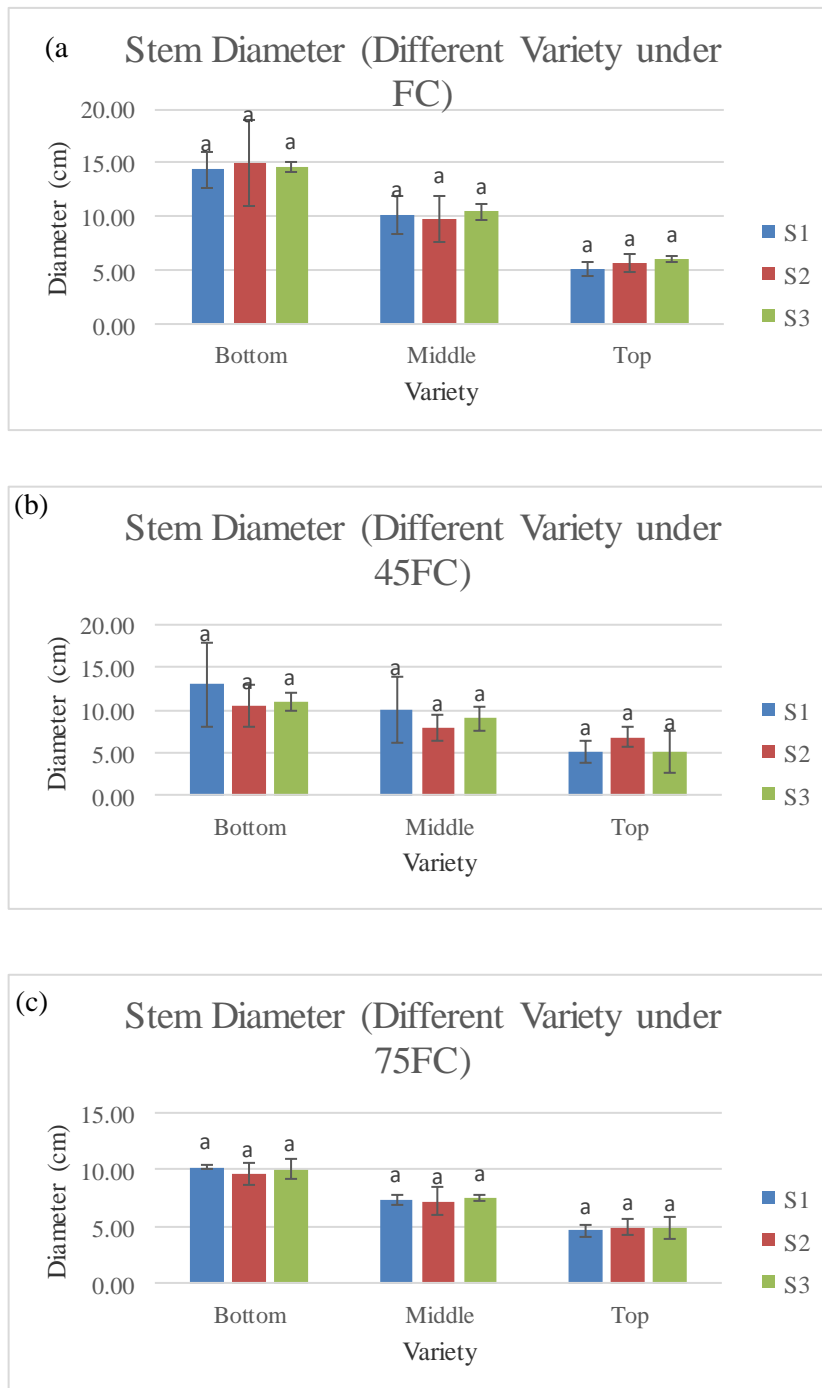 (a
Stem Diameter (Different Variety under
FC)
20.00
15.00
10.00
5.00
0.00
Diameter (cm)
a a a
a a a
a a a
Bottom Middle Top
Variety
S1
S2
S3
(b)
Stem Diameter (Different Variety under
45FC)
20.00
15.00
10.00
5.00
0.00
Diameter (cm)
a a a
a a a
a a a
Bottom Middle Top
Variety
S1
S2
S3
(c)
Stem Diameter (Different Variety under
75FC)
15.00
10.00
5.00
0.00
Diameter (cm)
a a a
a a a
a a a
Bottom Middle Top
Variety
S1
S2
S3